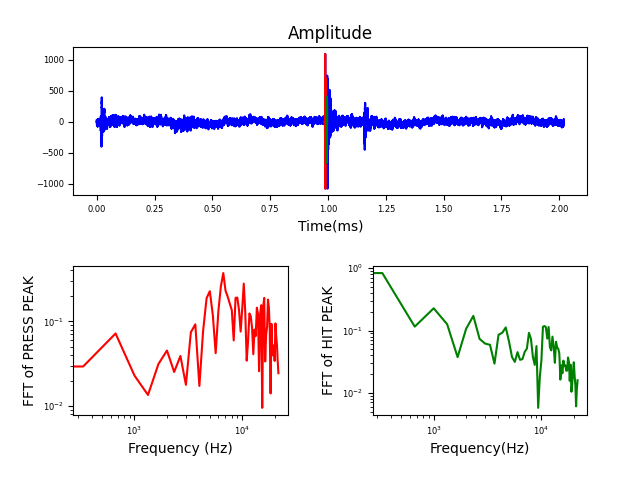 Amplitude
1000
500
0
−500
−1000
0.00 0.25 0.50 0.75 1.00 1.25 1.50 1.75 2.00
Time(ms)
FFT of PRESS PEAK
10⁻¹
10⁻²
10³ 10⁴
Frequency (Hz)
FFT of HIT PEAK
10⁰
10⁻¹
10⁻²
10³ 10⁴
Frequency(Hz)